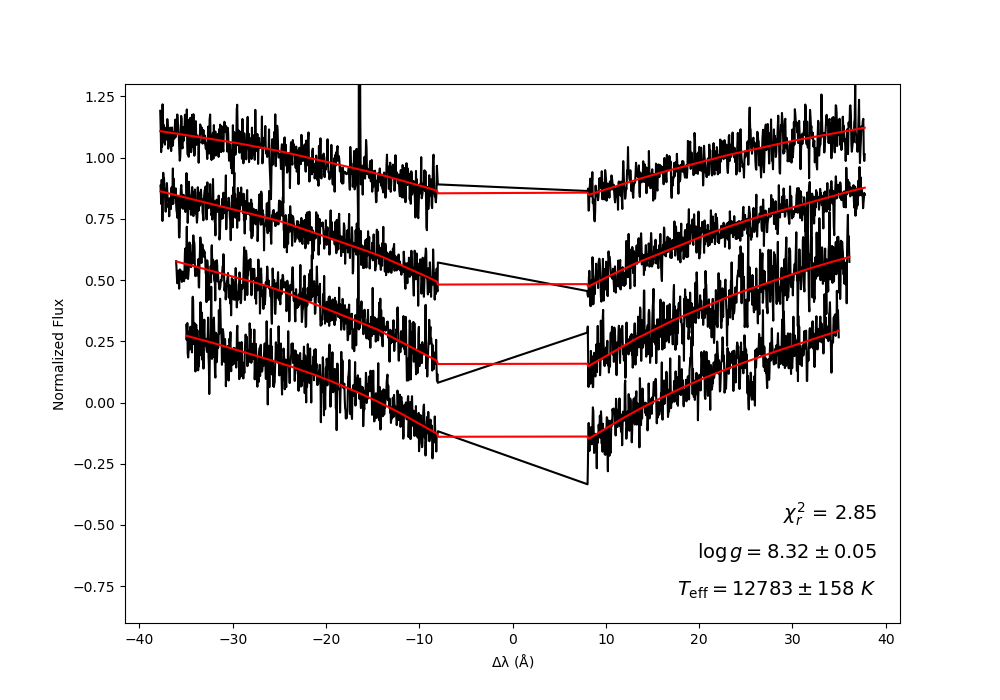 1.25
1.00
0.75
0.50
0.25
0.00
−0.25
−0.50
−0.75
Normalized Flux
χ²ᵣ = 2.85
log g = 8.32 ± 0.05
T_eff = 12783 ± 158 K
−40 −30 −20 −10 0 10 20 30 40
Δλ (Å)